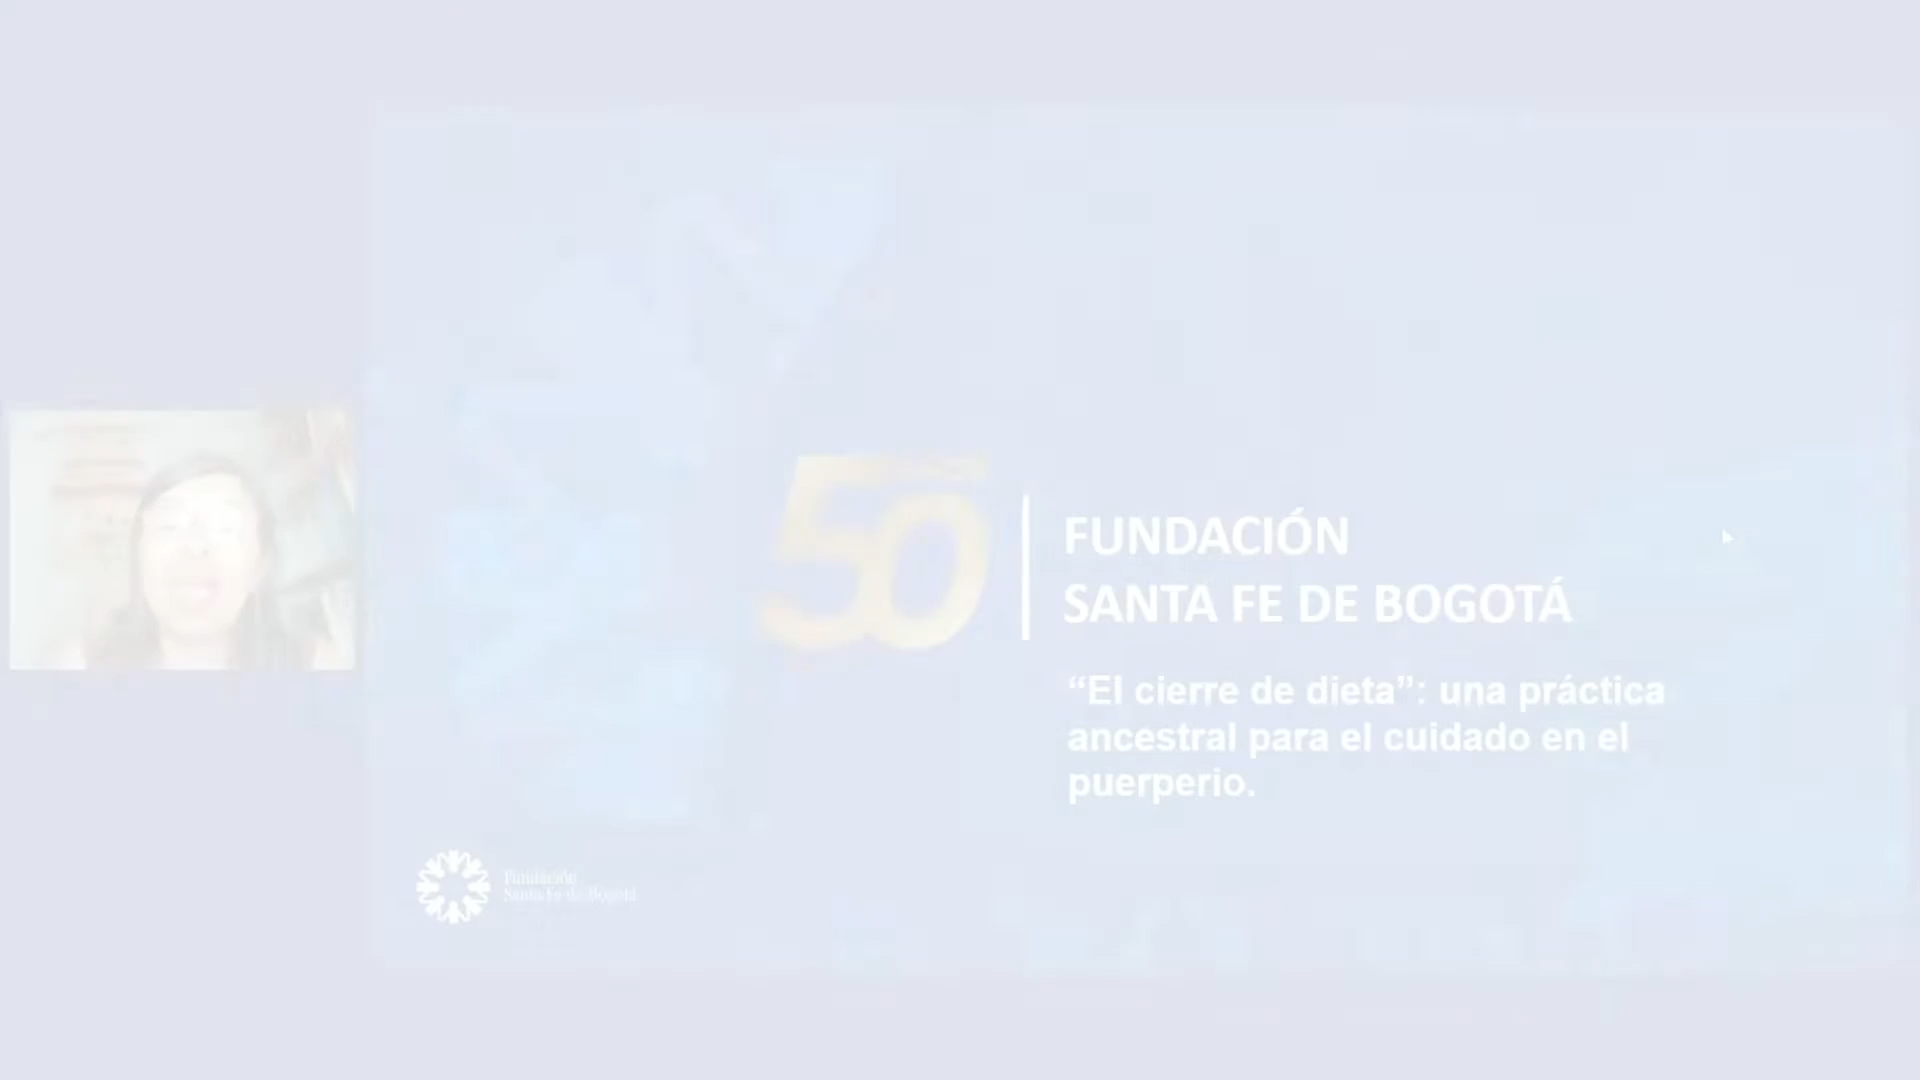 50
FUNDACIÓN
SANTA FE DE BOGOTÁ
“El cierre de dieta”: una práctica
ancestral para el cuidado en el
puerperio.
Fundación
Santa Fe de Bogotá